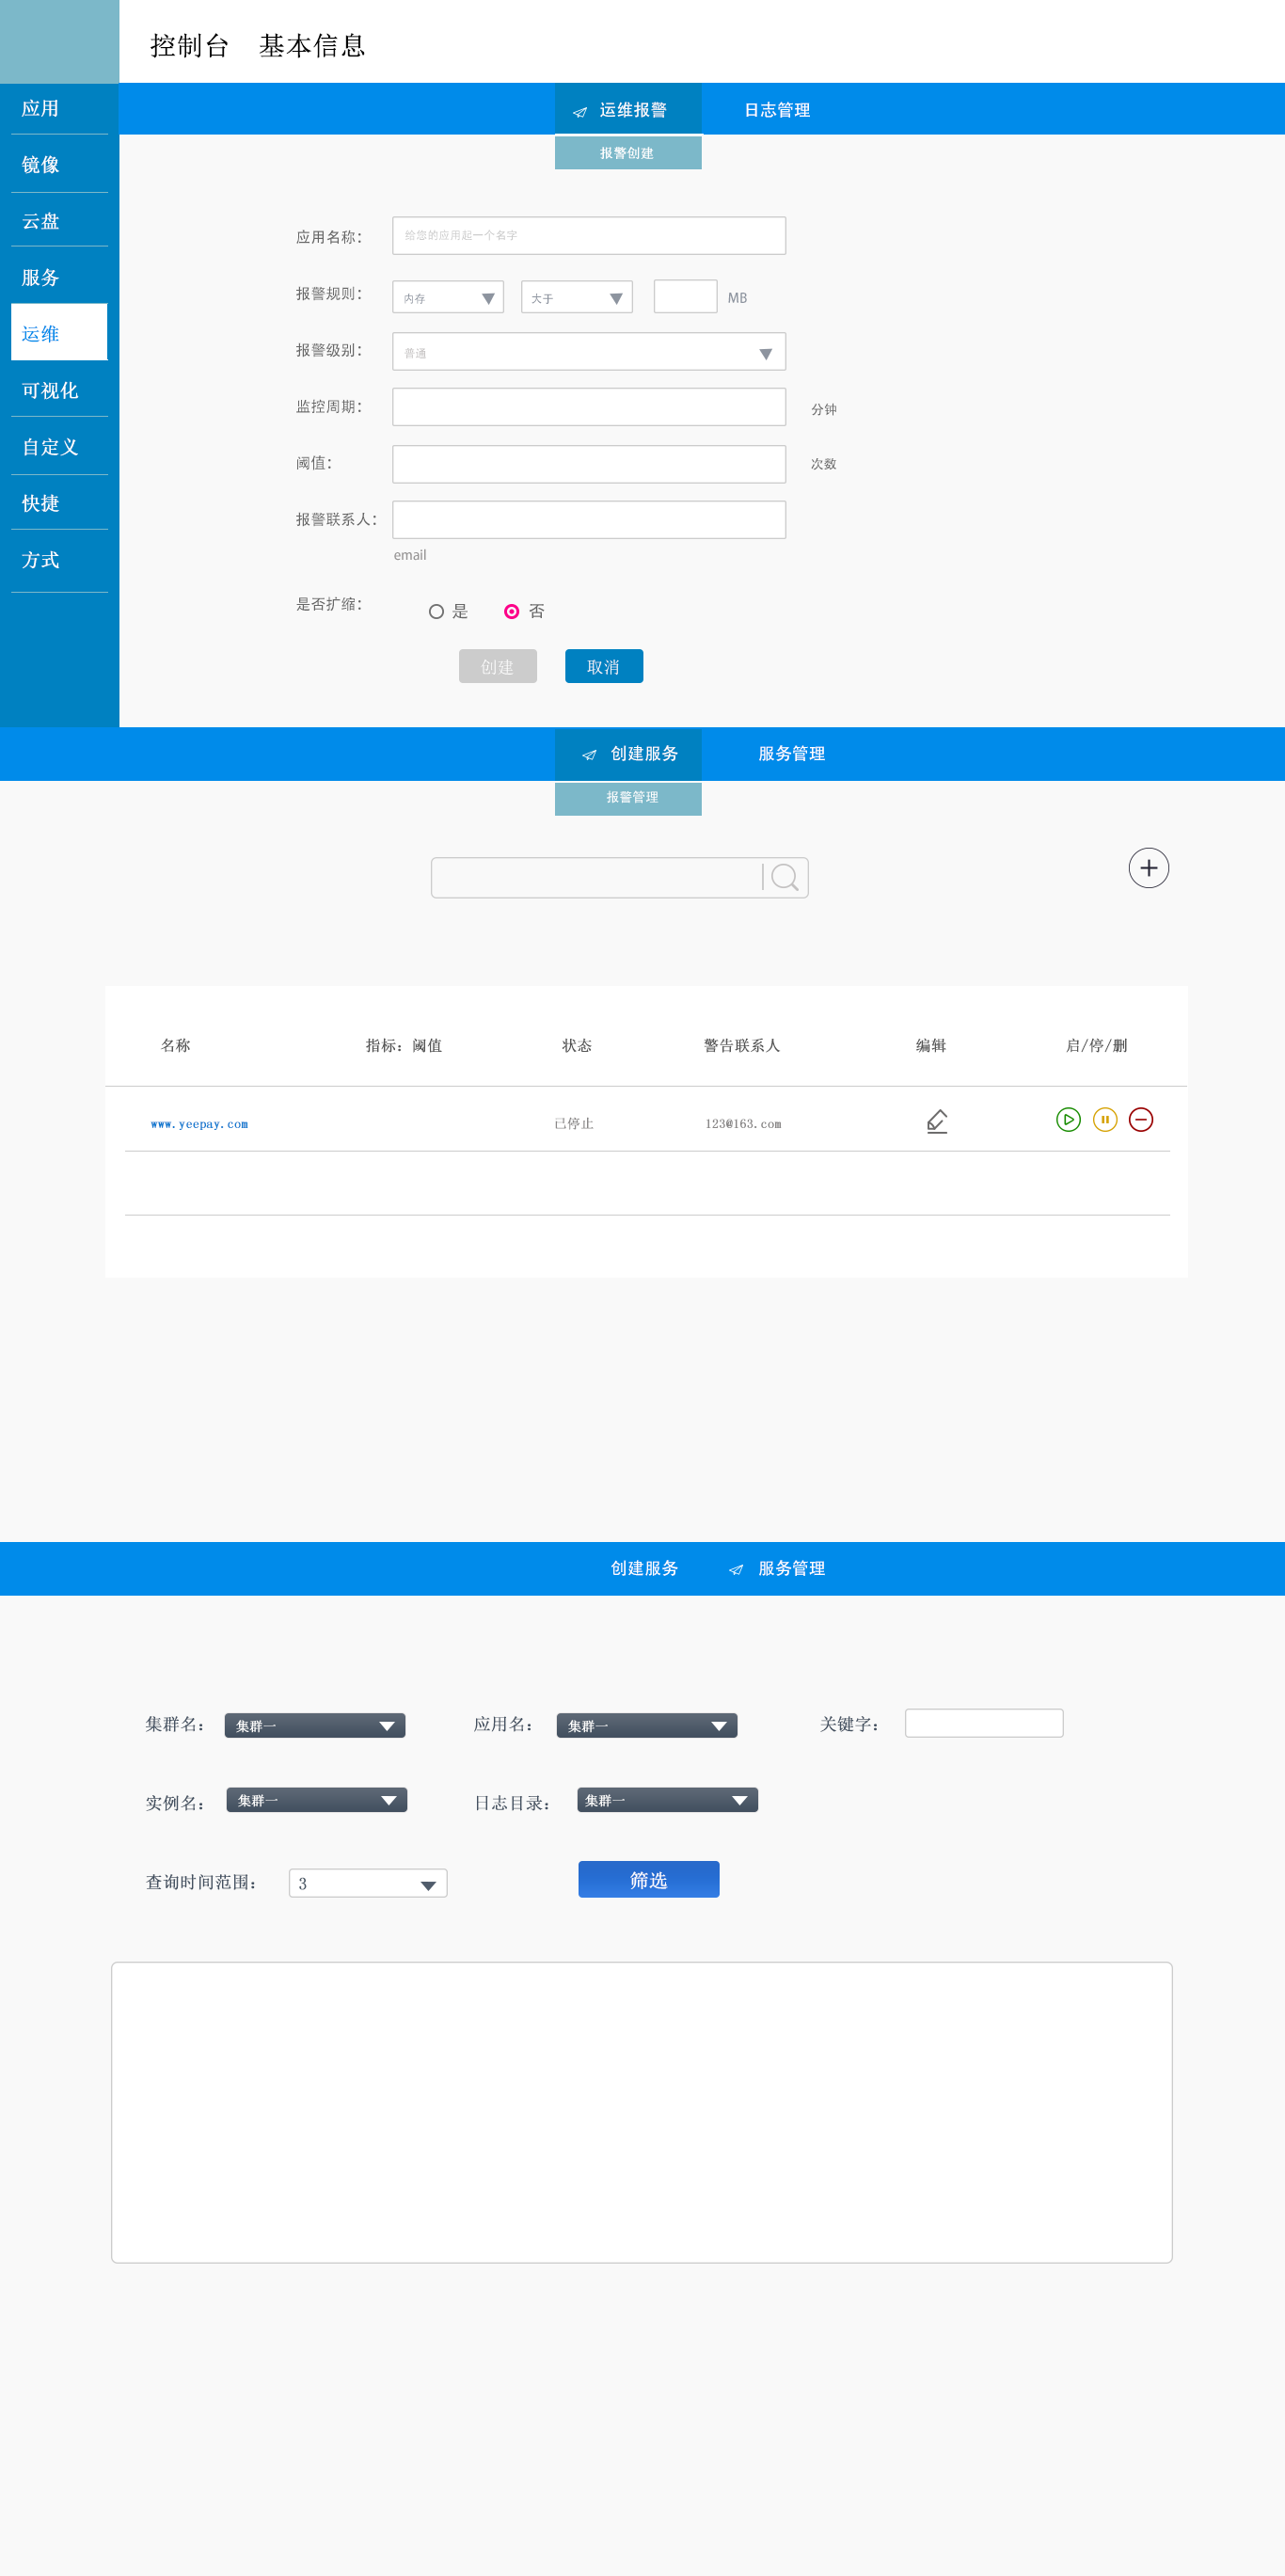 控制台 基本信息
应用
镜像
云盘
服务
运维
可视化
自定义
快捷
方式
运维报警 日志管理
报警创建
应用名称： 给您的应用起一个名字
报警规则： 内存 大于 MB
报警级别： 普通
监控周期： 分钟
阈值： 次数
报警联系人：
email
是否扩缩： 是 否
创建 取消
创建服务 服务管理
报警管理
名称 指标：阈值 状态 警告联系人 编辑 启/停/删
www.yeepay.com 已停止 123@163.com
创建服务 服务管理
集群名： 集群一 应用名： 集群一 关键字：
实例名： 集群一 日志目录： 集群一
查询时间范围： 3 筛选